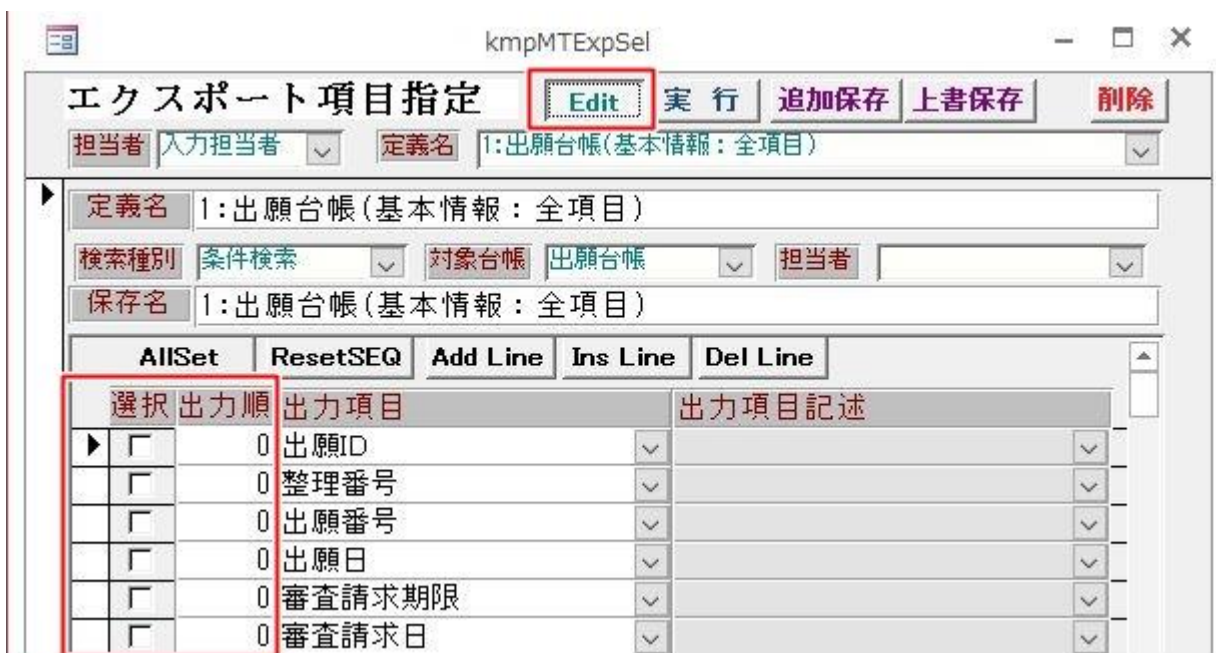 kmpMTExpSel
エクスポート項目指定 Edit 実 行 追加保存 上書保存 削除
担当者 入力担当者 定義名 1:出願台帳(基本情報：全項目)
定義名 1:出願台帳(基本情報：全項目)
検索種別 条件検索 対象台帳 出願台帳 担当者
保存名 1:出願台帳(基本情報：全項目)
AllSet ResetSEQ Add Line Ins Line Del Line
選択 出力順 出力項目 出力項目記述
0 出願ID
0 整理番号
0 出願番号
0 出願日
0 審査請求期限
0 審査請求日